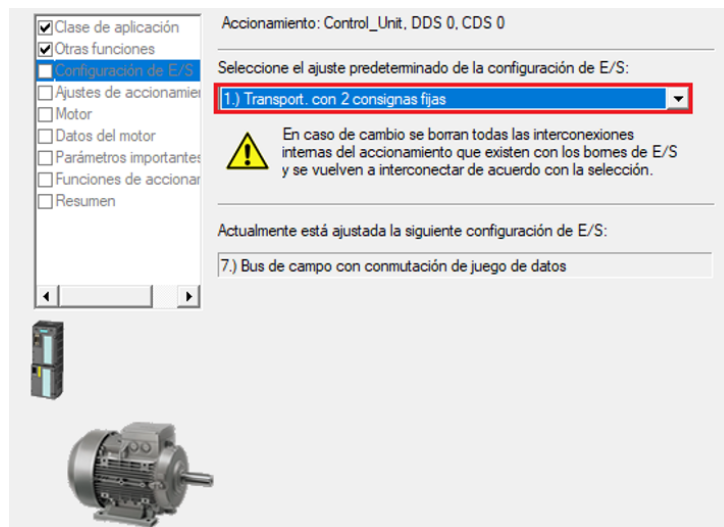 Clase de aplicación
Otras funciones
Configuración de E/S
Ajustes de accionamier
Motor
Datos del motor
Parámetros importantes
Funciones de accionar
Resumen
Accionamiento: Control_Unit, DDS 0, CDS 0
Seleccione el ajuste predeterminado de la configuración de E/S:
1.) Transport. con 2 consignas fijas
En caso de cambio se borran todas las interconexiones
internas del accionamiento que existen con los bornes de E/S
y se vuelven a interconectar de acuerdo con la selección.
Actualmente está ajustada la siguiente configuración de E/S:
7.) Bus de campo con conmutación de juego de datos